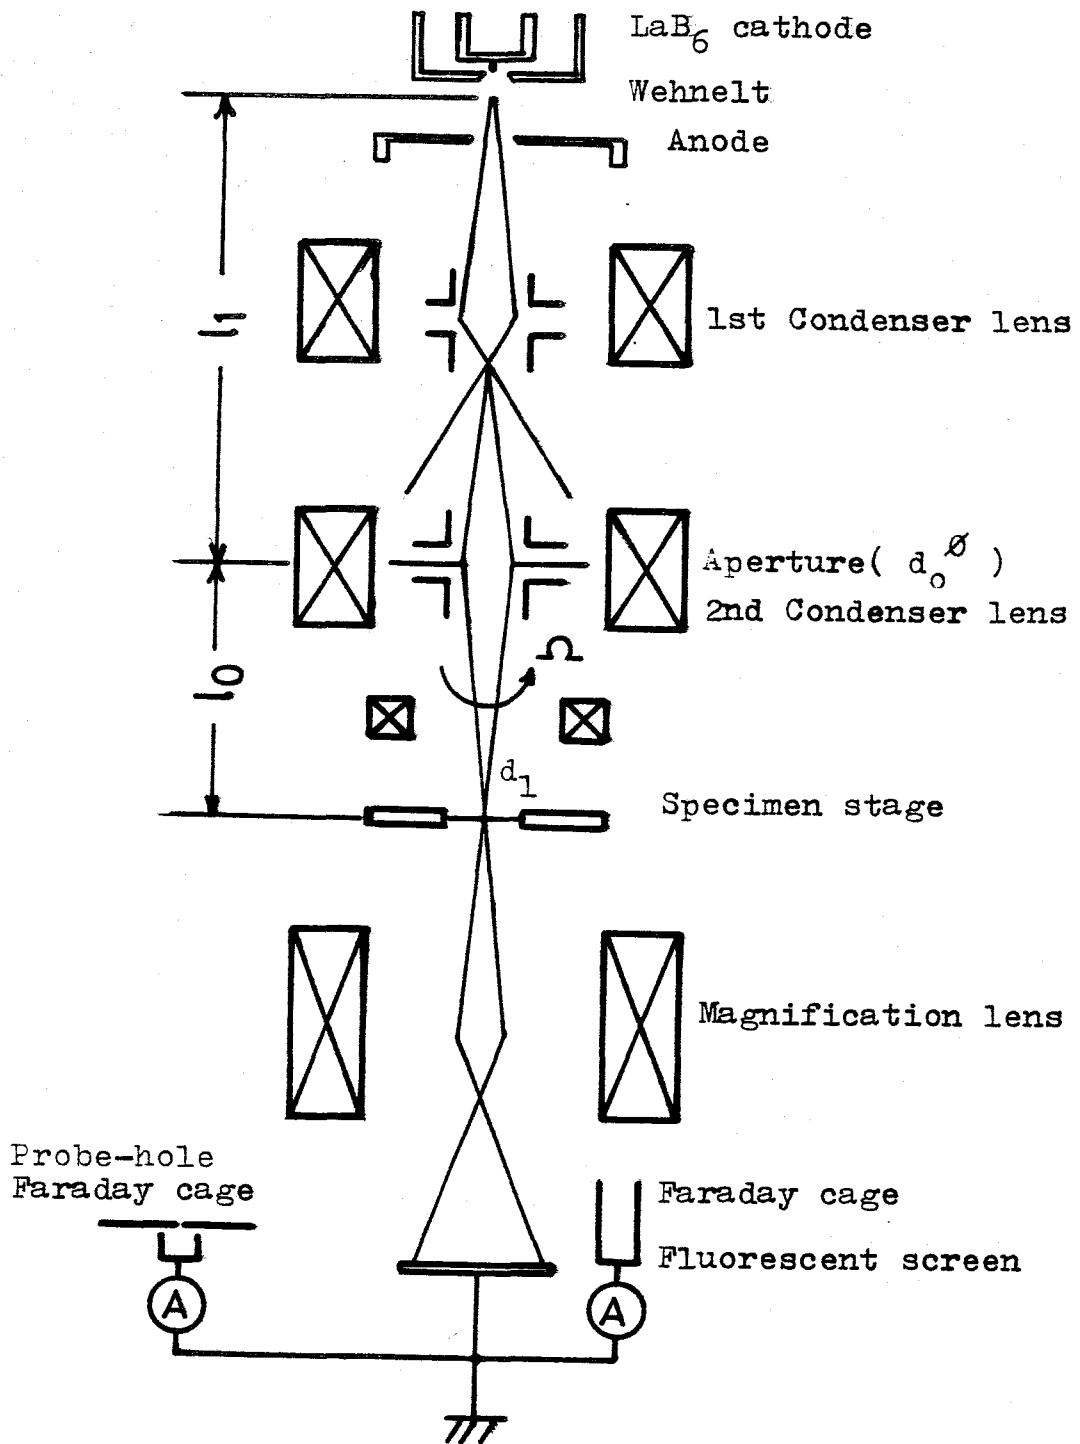 LaB6 cathode
Wehnelt
Anode
l1
1st Condenser lens
Aperture( do ø )
2nd Condenser lens
l0
Ω
d1
Specimen stage
Magnification lens
Probe-hole
Faraday cage
Faraday cage
Fluorescent screen
A
A